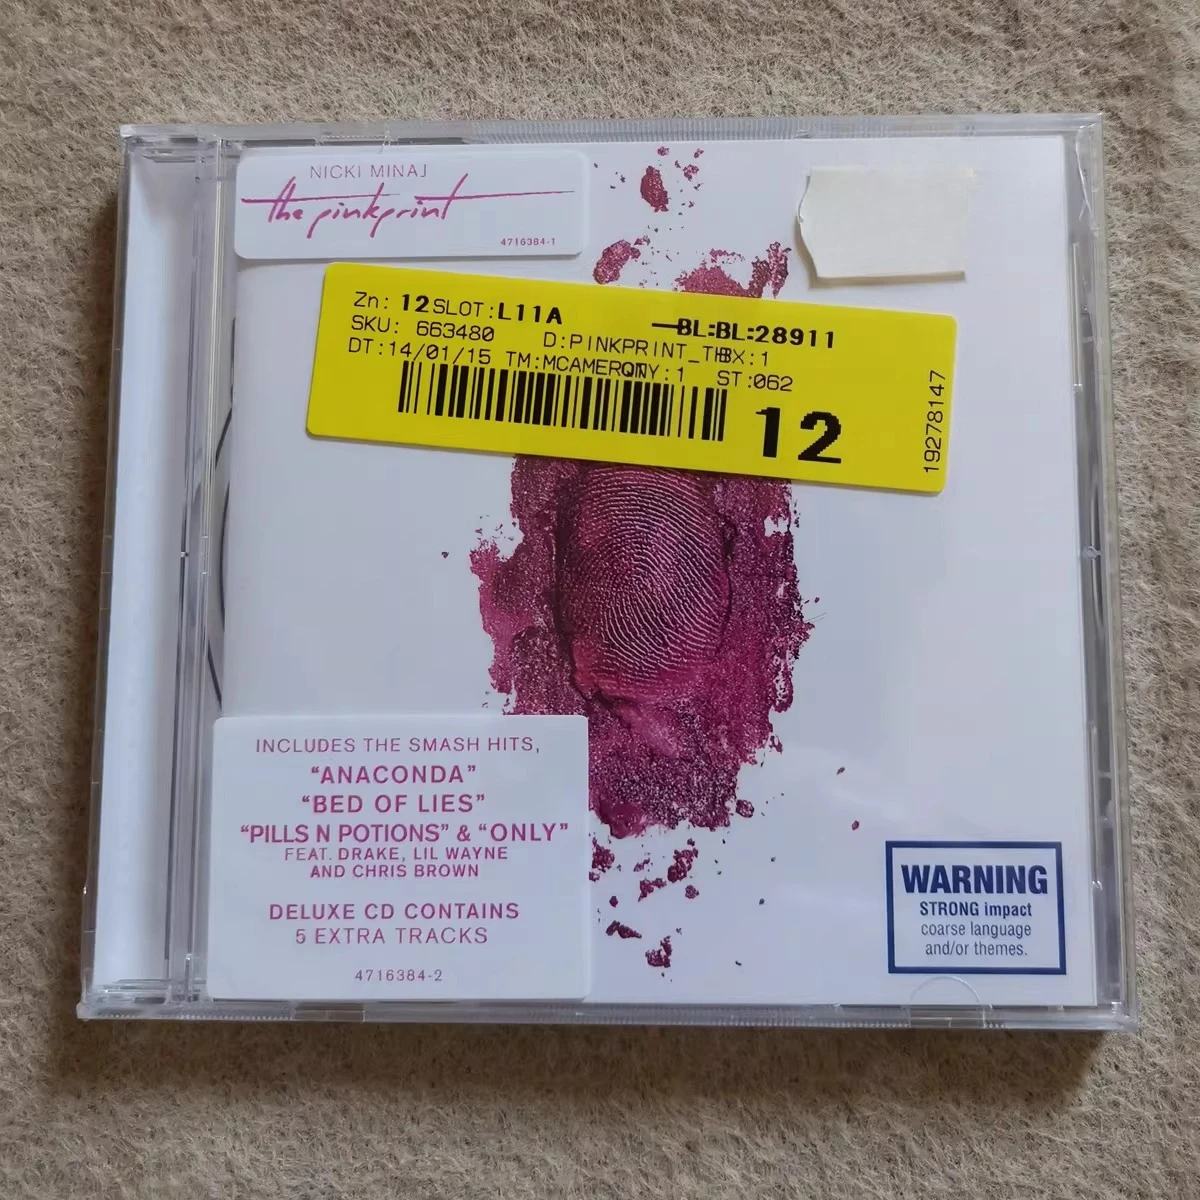 NICKI MINAJ
the pinkprint
4716384-1
Zn: 12 SLOT:L11A BL:BL:28911
SKU: 663480 D:PINKPRINT_
DT:14/01/15 TM: :1 ST:062
12
19278147
INCLUDES THE SMASH HITS,
“ANACONDA”
“BED OF LIES”
“PILLS N POTIONS” & “ONLY”
FEAT. DRAKE, LIL WAYNE
AND CHRIS BROWN
DELUXE CD CONTAINS
5 EXTRA TRACKS
4716384-2
WARNING
STRONG impact
coarse language
and/or themes.